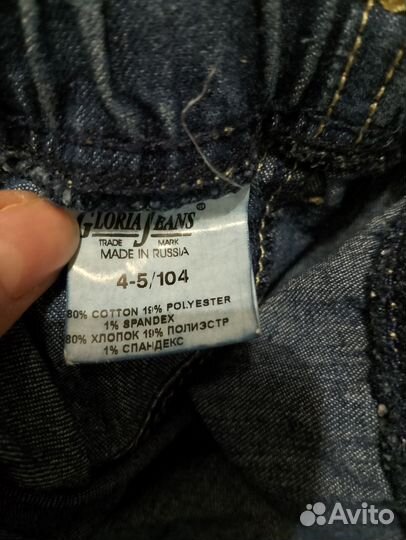 GLORIA JEANS®
TRADE MARK
MADE IN RUSSIA
4-5/104
80% COTTON 19% POLYESTER
1% SPANDEX
80% ХЛОПОК 19% ПОЛИЭСТР
1% СПАНДЕКС
Avito